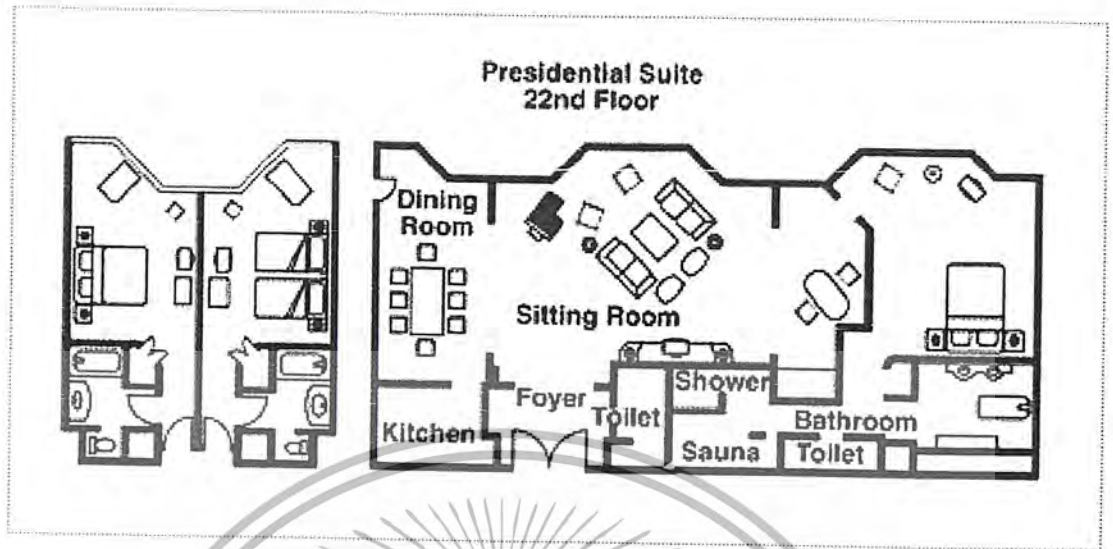 Presidential Suite
22nd Floor
Dining
Room
Sitting Room
Shower
Foyer
Toilet
Bathroom
Kitchen
Sauna
Toilet